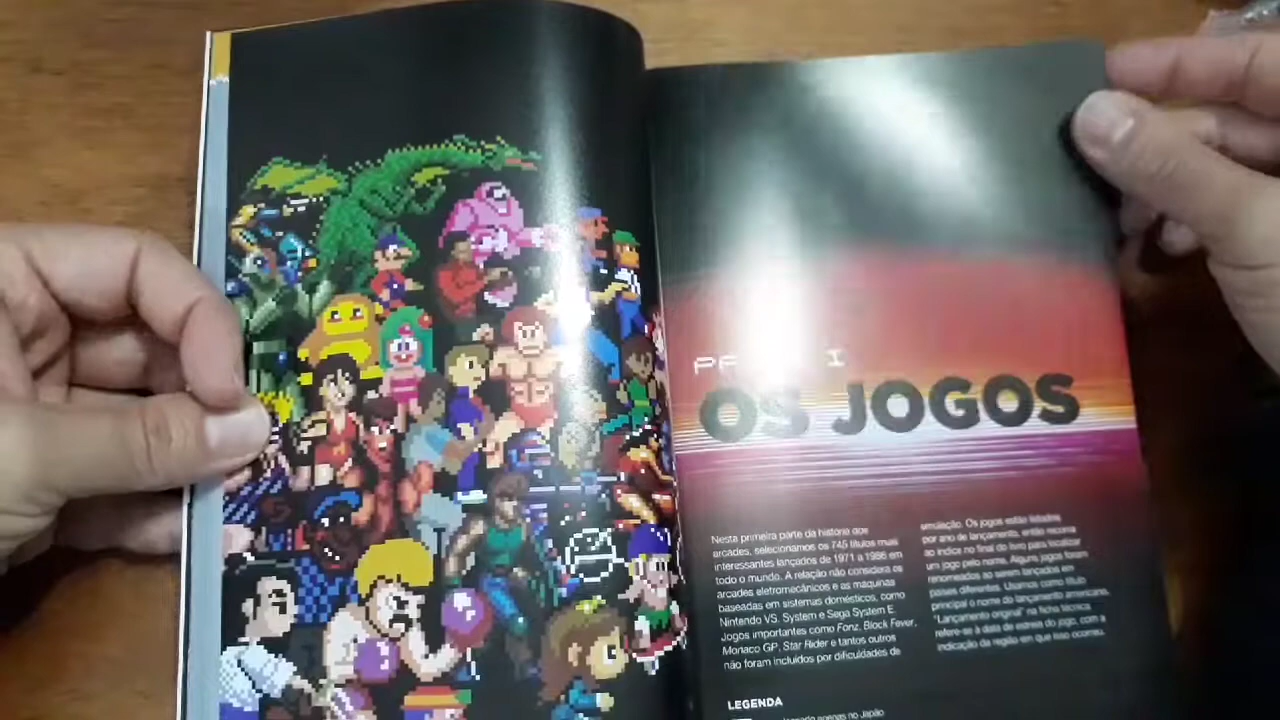 I
OS JOGOS
Nesta primeira parte da história dos
arcades, selecionamos os 745 títulos mais
interessantes lançados de 1971 a 1986 em
todo o mundo. A relação não considera os
arcades eletromecânicos e as máquinas
baseadas em sistemas domésticos, como
Nintendo VS. System e Sega System E.
Jogos importantes como Fonz, Block Fever,
Monaco GP, Star Rider e tantos outros
não foram incluídos por dificuldades de
emulação. Os jogos estão listados
por ano de lançamento, então recorra
ao índice no final do livro para localizar
um jogo pelo nome. Alguns jogos foram
renomeados ao serem lançados em
países diferentes. Usamos como título
principal o nome do lançamento americano.
"Lançamento original" na ficha técnica
refere-se à data de estreia do jogo, com a
indicação da região em que isso ocorreu.
LEGENDA
apenas no Japão